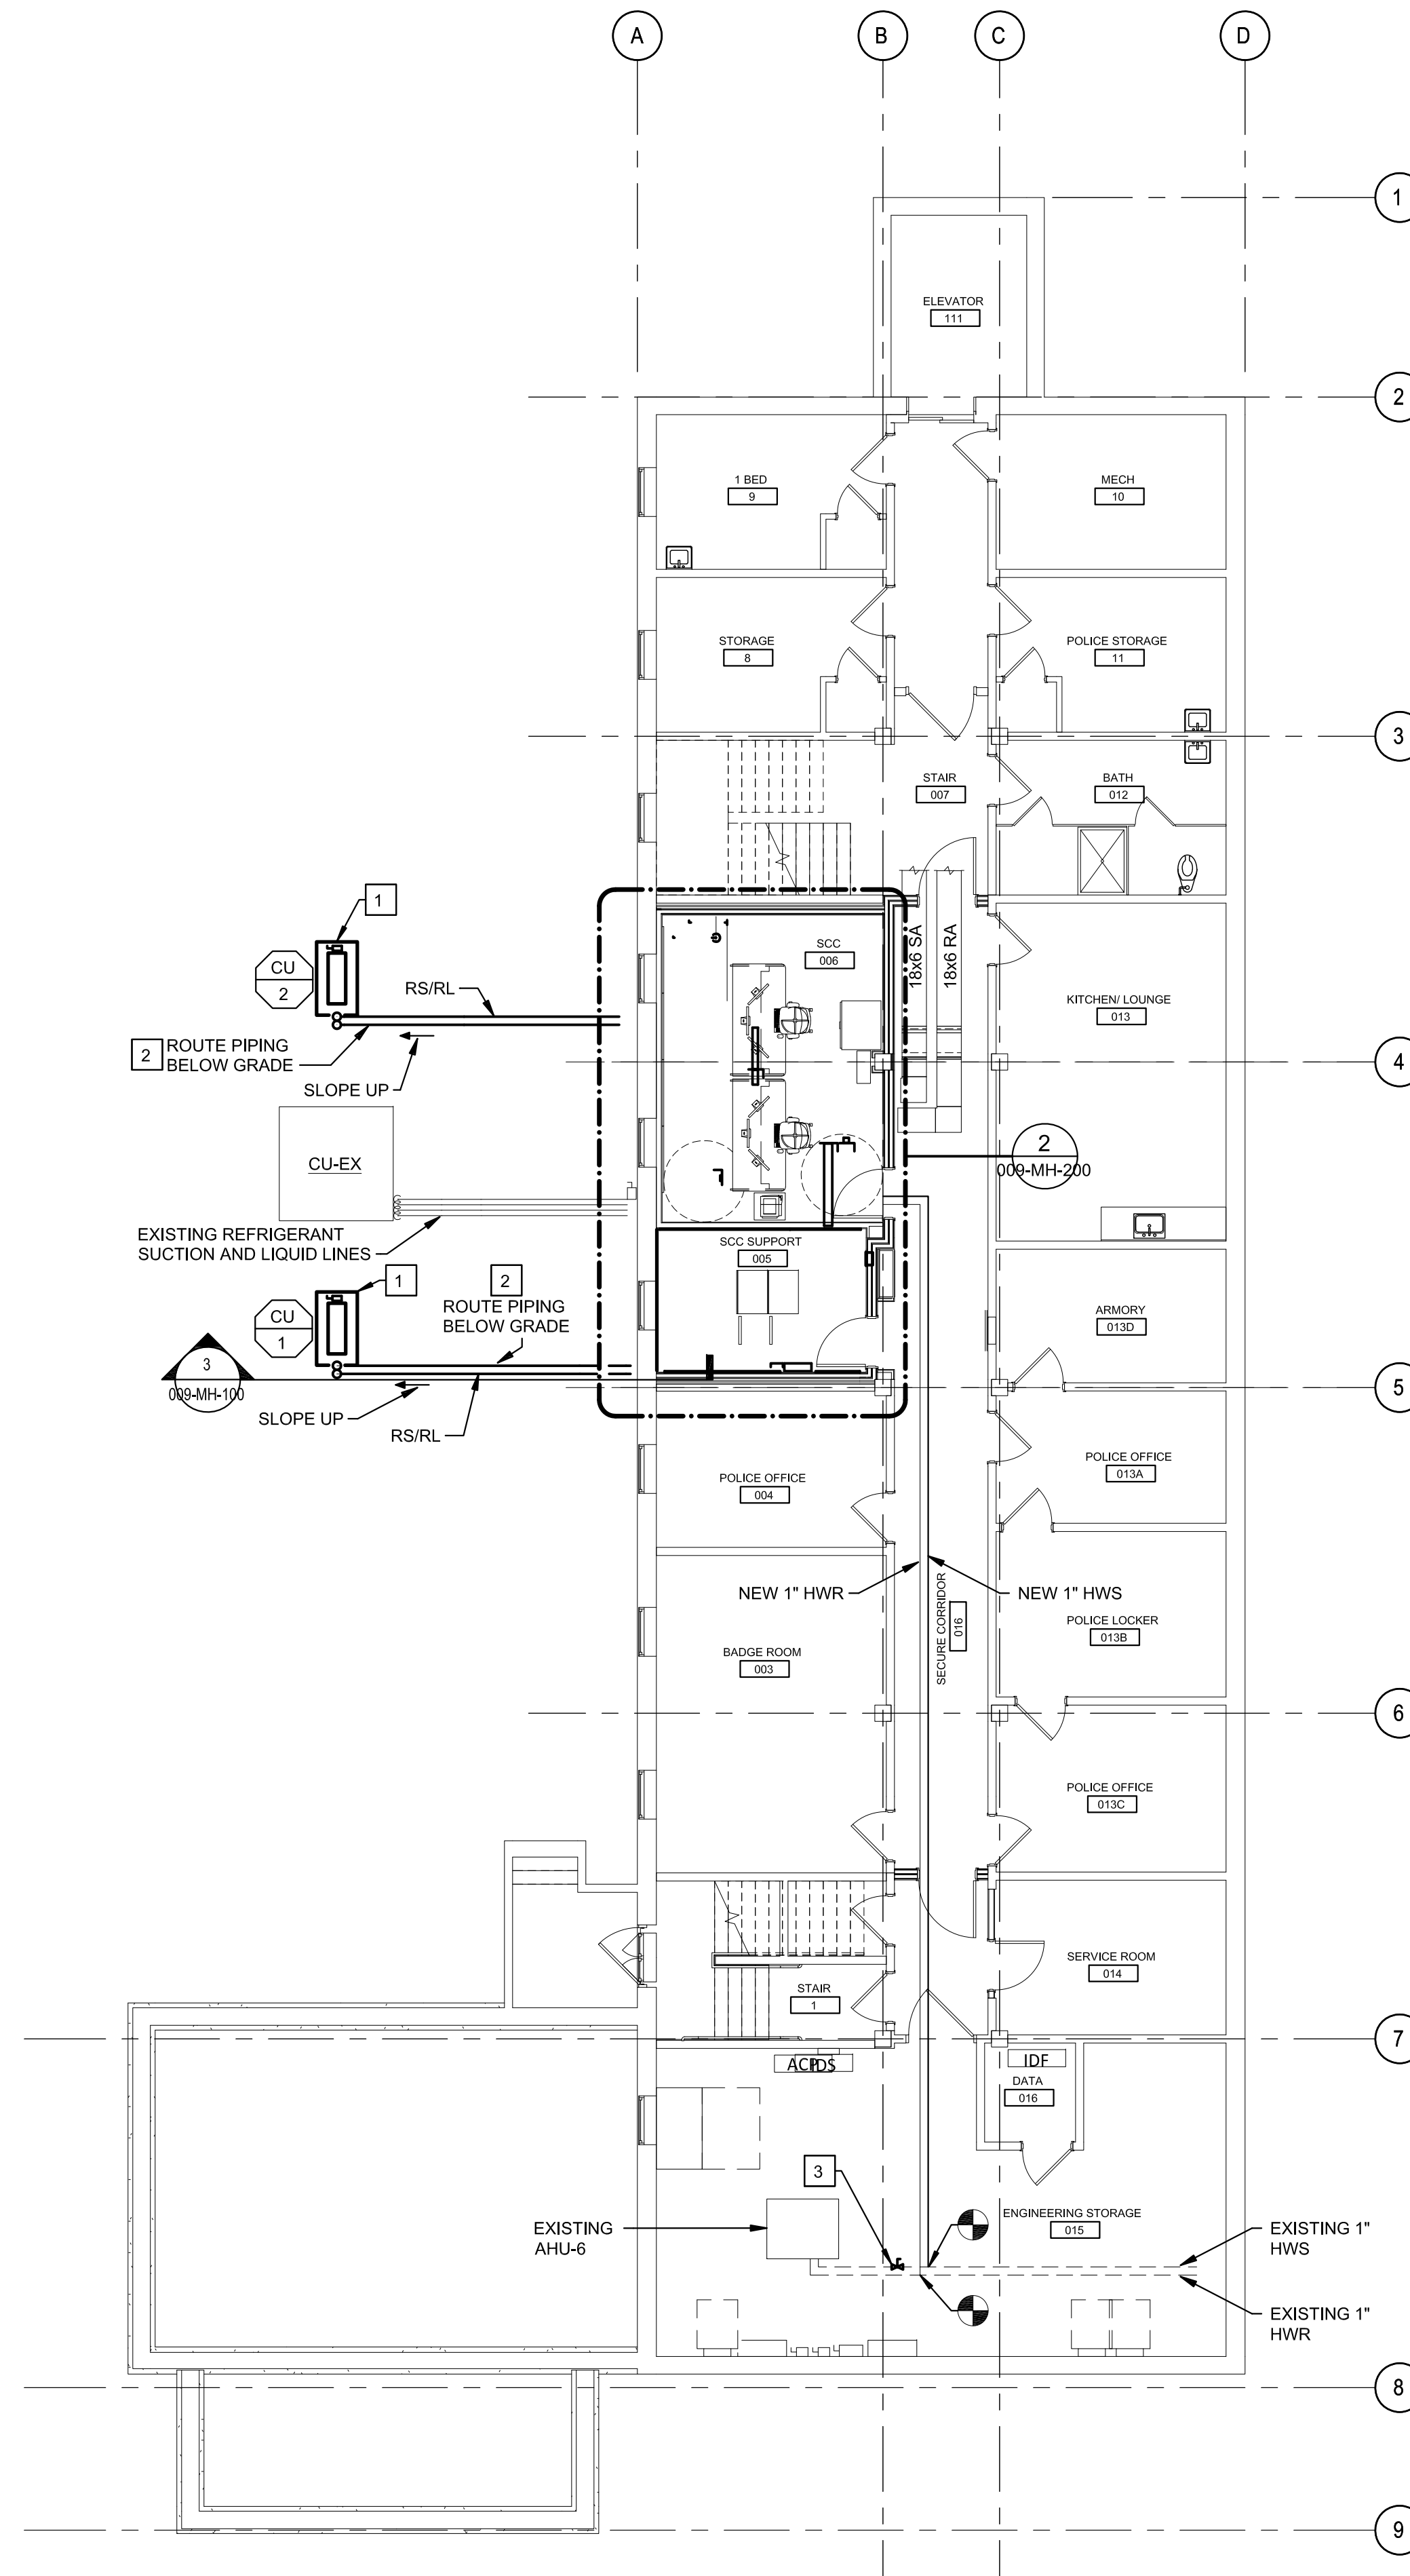 A
B
C
D
1
ELEVATOR
111
2
1 BED
9
MECH
10
STORAGE
8
POLICE STORAGE
11
3
STAIR
007
BATH
012
1
CU
2
RS/RL
2
ROUTE PIPING
BELOW GRADE
SLOPE UP
SCC
006
18x6 SA
18x6 RA
KITCHEN/ LOUNGE
013
4
CU-EX
2
009-MH-200
EXISTING REFRIGERANT
SUCTION AND LIQUID LINES
SCC SUPPORT
005
1
2
ROUTE PIPING
BELOW GRADE
CU
1
ARMORY
013D
3
009-MH-100
SLOPE UP
RS/RL
5
POLICE OFFICE
004
POLICE OFFICE
013A
NEW 1" HWR
NEW 1" HWS
SECURE CORRIDOR
016
POLICE LOCKER
013B
BADGE ROOM
003
6
POLICE OFFICE
013C
SERVICE ROOM
014
STAIR
1
7
ACP
IDS
IDF
DATA
016
3
EXISTING
AHU-6
ENGINEERING STORAGE
015
EXISTING 1"
HWS
EXISTING 1"
HWR
8
9